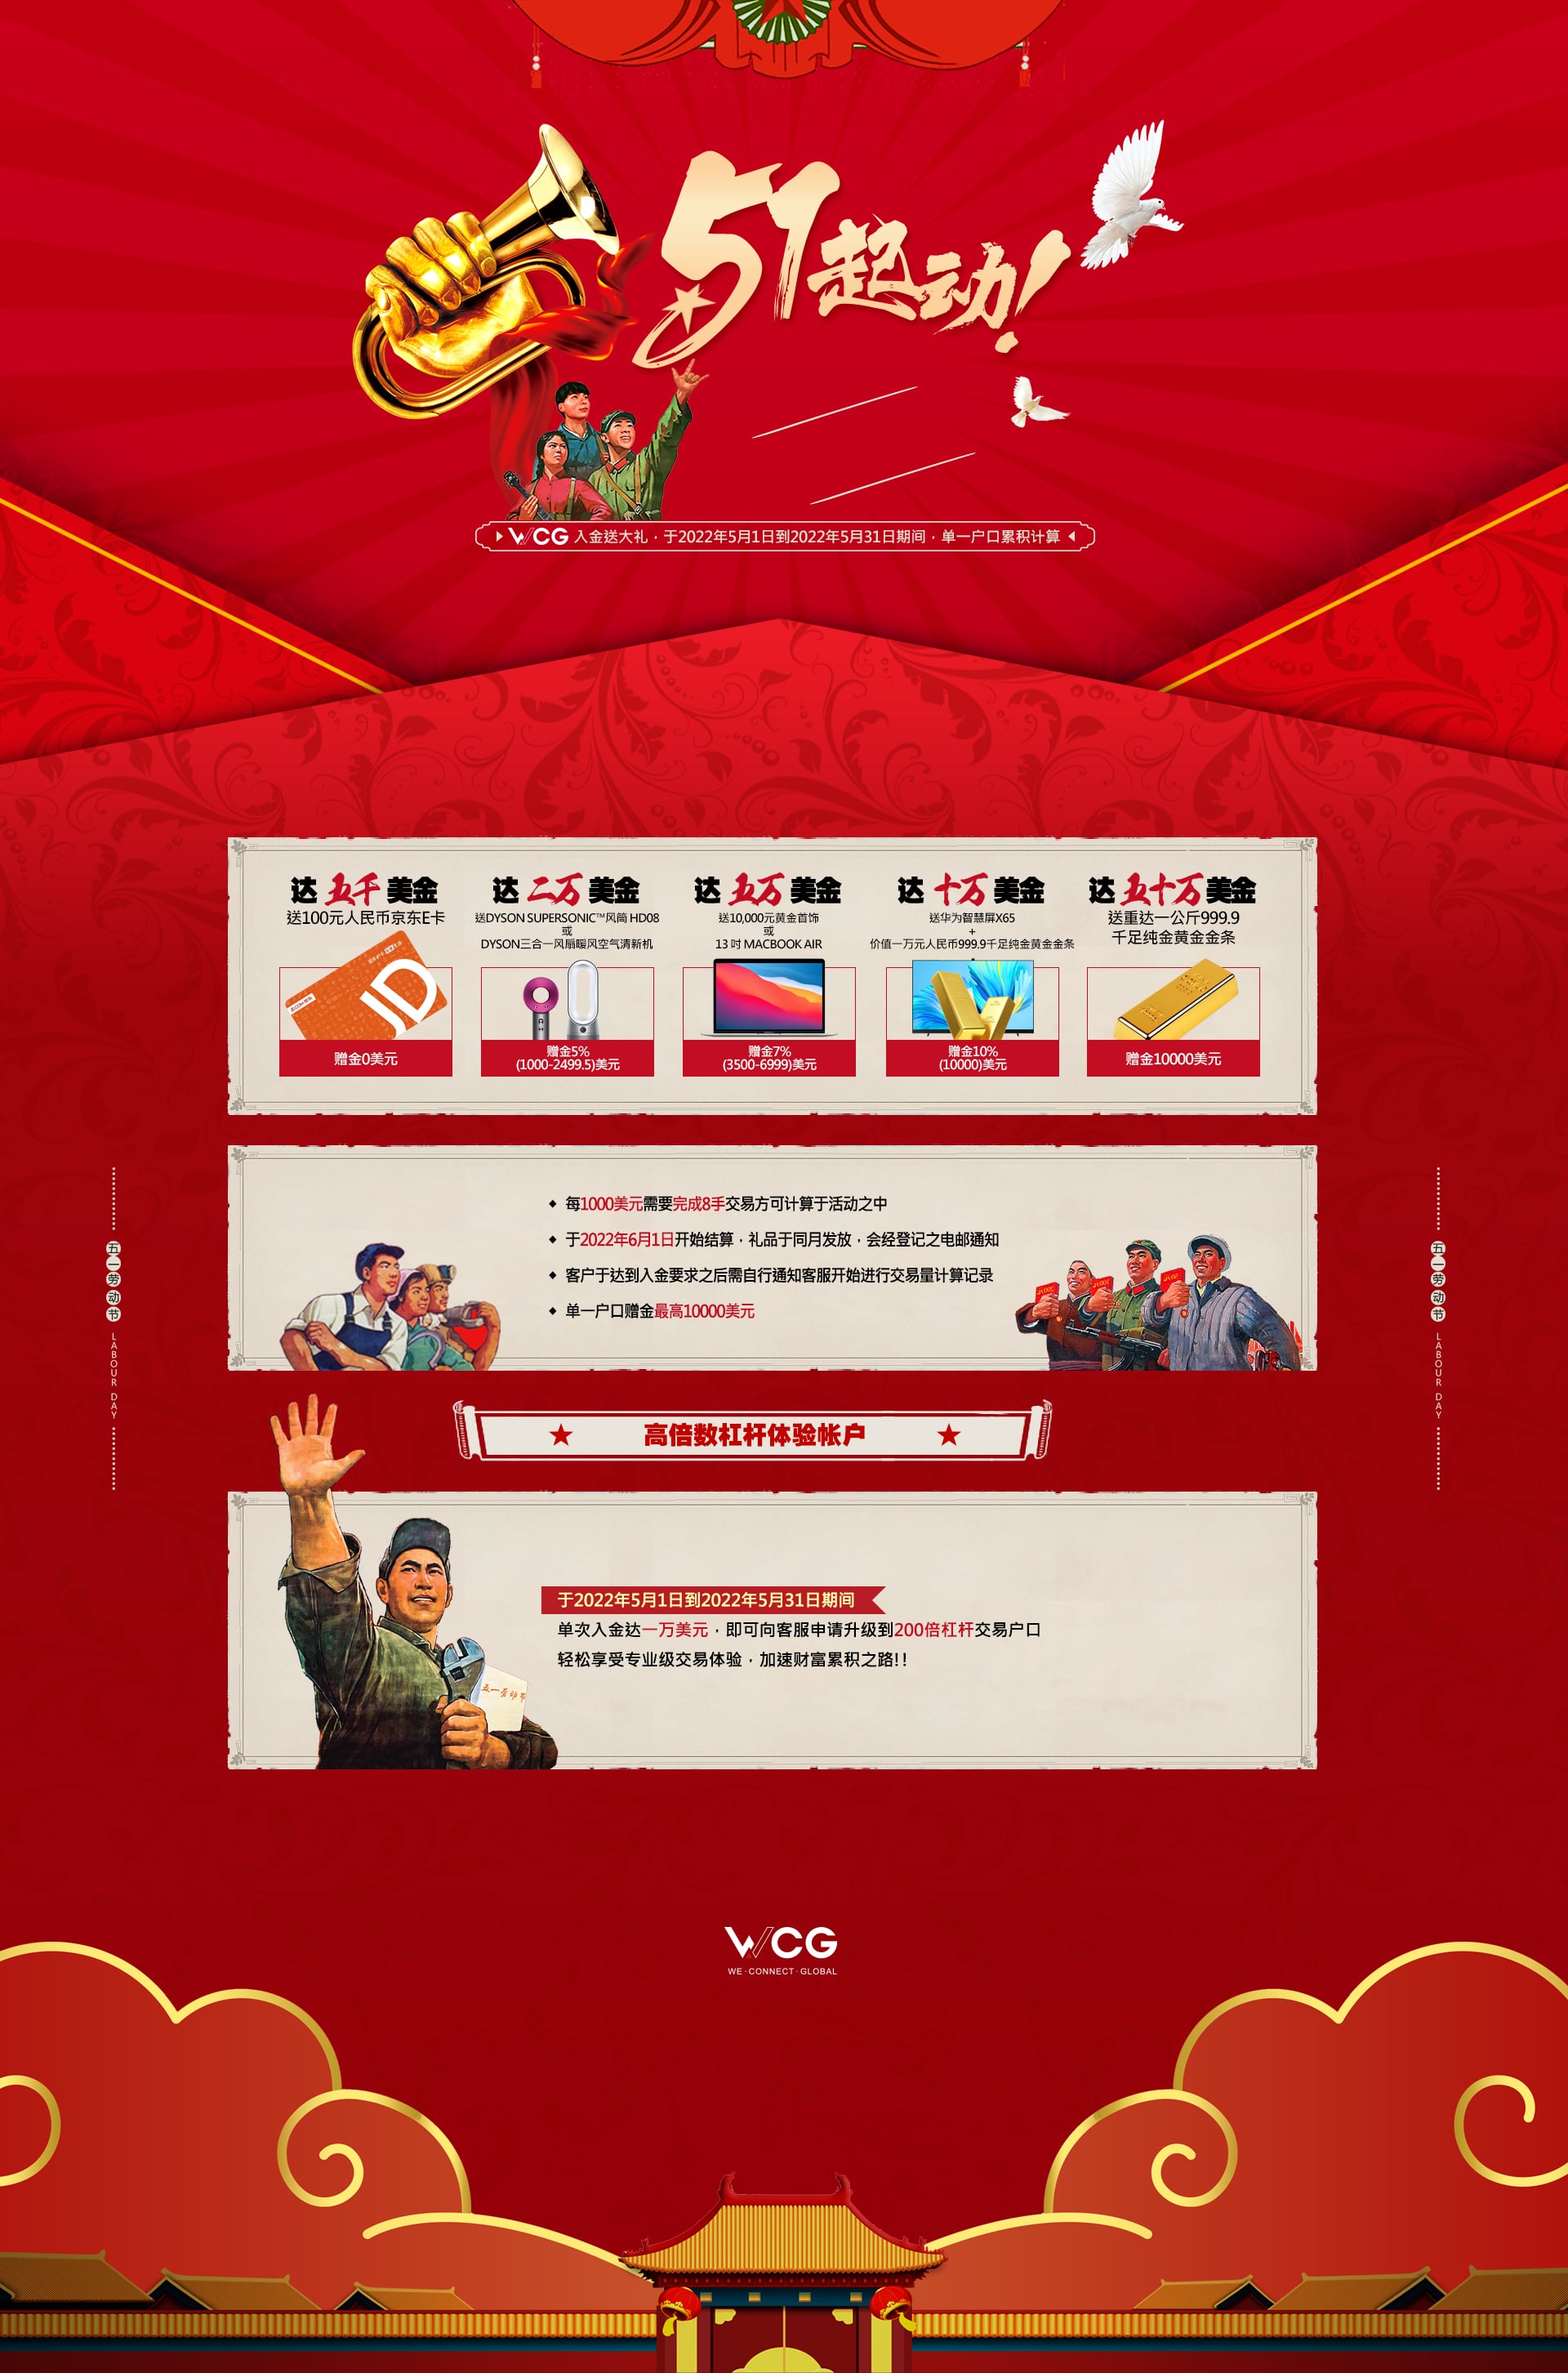 51起动!
WCG 入金送大礼，于2022年5月1日到2022年5月31日期间，单一户口累积计算
达 五千 美金
送100元人民币京东E卡
JD
赠金0美元
达 二万 美金
送DYSON SUPERSONIC™风筒 HD08
或
DYSON三合一风扇暖风空气清新机
赠金5%
(1000-2499.5)美元
达 五万 美金
送10,000元黄金首饰
或
13 吋 MACBOOK AIR
赠金7%
(3500-6999)美元
达 十万 美金
送华为智慧屏X65
+
价值一万元人民币999.9千足纯金黄金金条
赠金10%
(10000)美元
达 五十万 美金
送重达一公斤999.9
千足纯金黄金金条
赠金10000美元
五一劳动节 LABOUR DAY
每1000美元需要完成8手交易方可计算于活动之中
于2022年6月1日开始结算，礼品于同月发放，会经登记之电邮通知
客户于达到入金要求之后需自行通知客服开始进行交易量计算记录
单一户口赠金最高10000美元
五一劳动节 LABOUR DAY
高倍数杠杆体验帐户
于2022年5月1日到2022年5月31日期间
单次入金达一万美元，即可向客服申请升级到200倍杠杆交易户口
轻松享受专业级交易体验，加速财富累积之路!!
五一劳动节
WCG
WE·CONNECT·GLOBAL